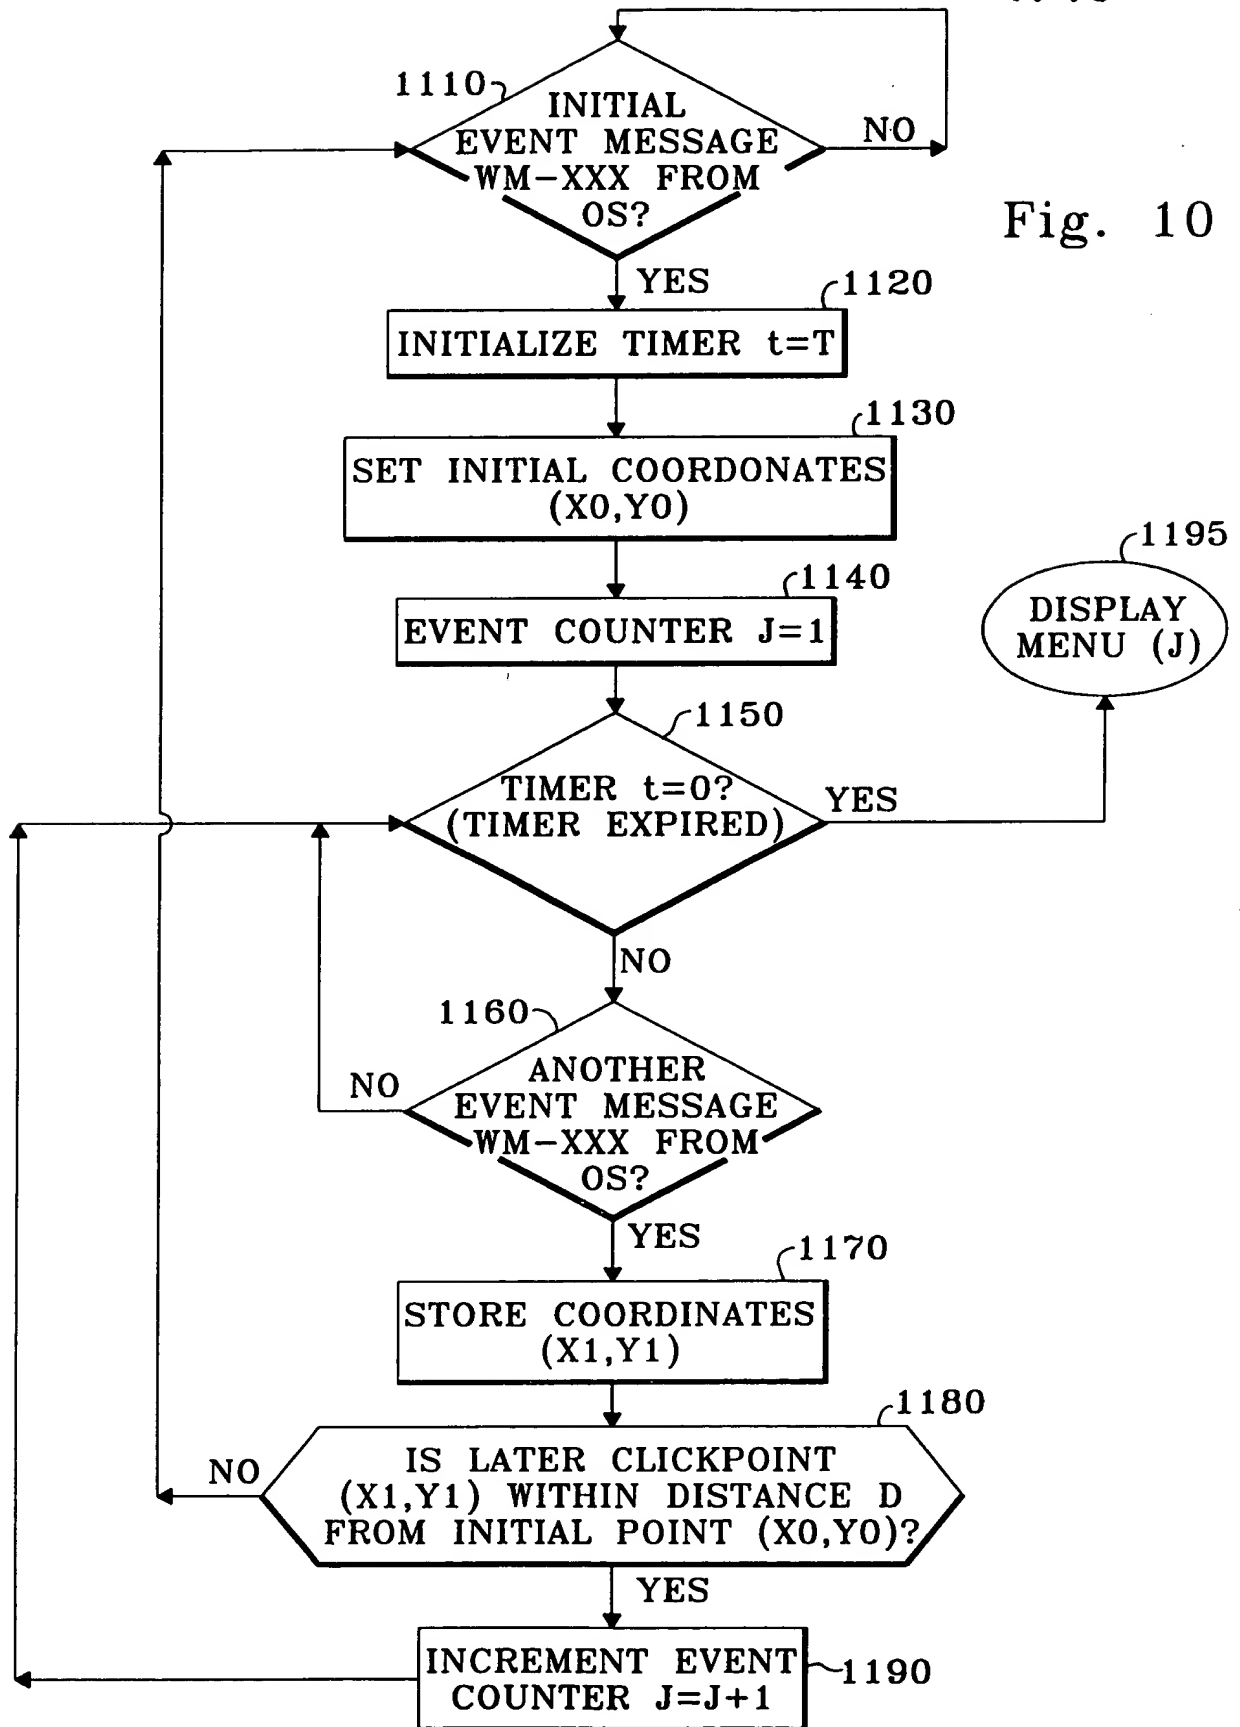 1110
INITIAL
EVENT MESSAGE
WM-XXX FROM
OS?
NO
Fig. 10
YES
1120
INITIALIZE TIMER t=T
1130
SET INITIAL COORDONATES
(X0,Y0)
1140
EVENT COUNTER J=1
1195
DISPLAY
MENU (J)
1150
TIMER t=0?
(TIMER EXPIRED)
YES
NO
1160
ANOTHER
EVENT MESSAGE
WM-XXX FROM
OS?
NO
YES
1170
STORE COORDINATES
(X1,Y1)
1180
IS LATER CLICKPOINT
(X1,Y1) WITHIN DISTANCE D
FROM INITIAL POINT (X0,Y0)?
NO
YES
INCREMENT EVENT
COUNTER J=J+1
1190